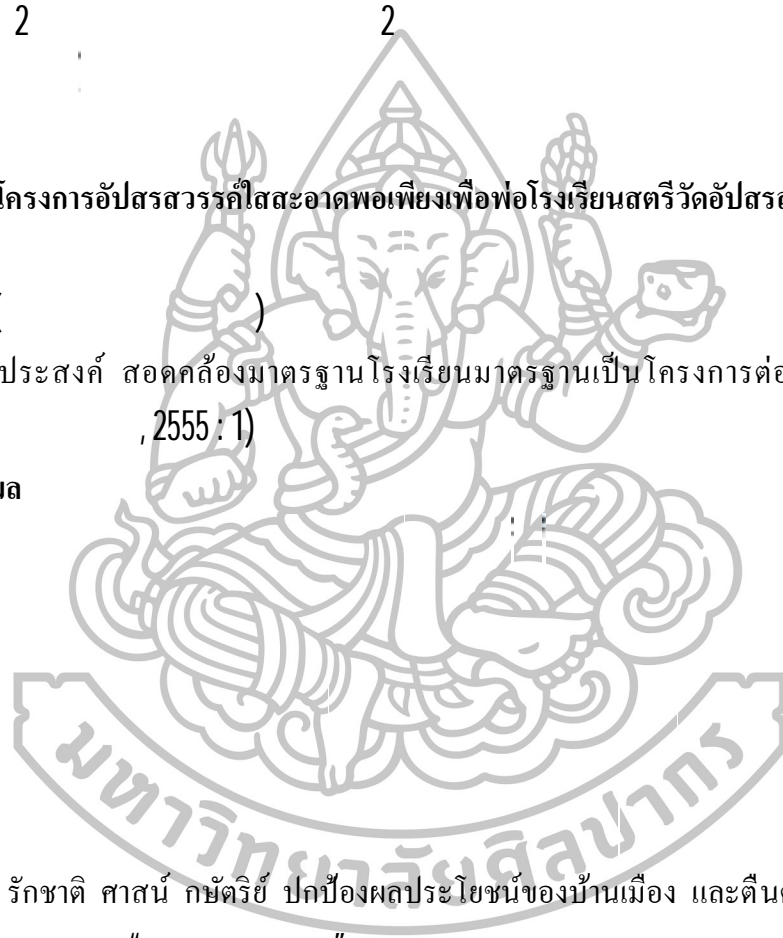 2 2
โครงการอัปสรสวรรค์ใสสะอาดพอเพียงเพื่อพ่อโรงเรียนสตรีวัดอัปสรส
( )
ประสงค์ สอดคล้องมาตรฐานโรงเรียนมาตรฐานเป็นโครงการต่อ
, 2555 : 1)
ผล
มหาวิทยาลัยศิลปากร
รักชาติ ศาสน์ กษัตริย์ ปกป้องผลประโยชน์ของบ้านเมือง และตื่นต